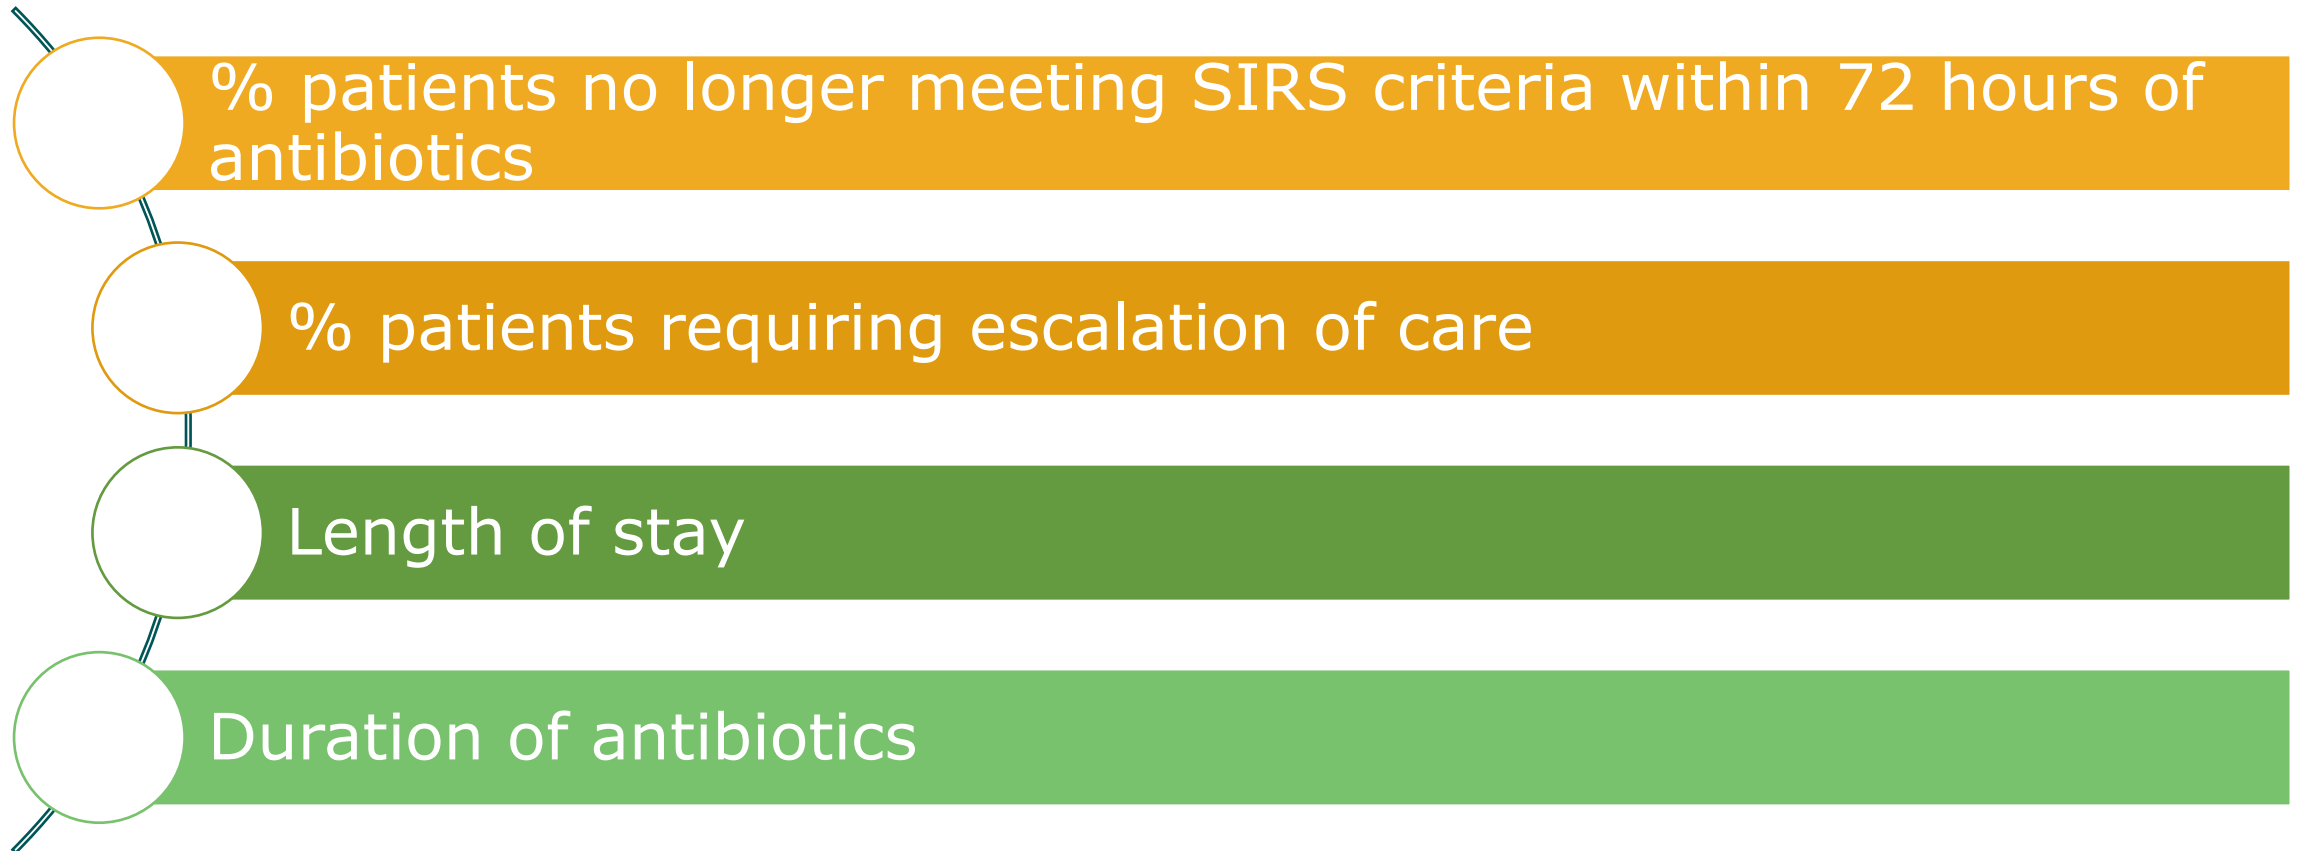 % patients no longer meeting SIRS criteria within 72 hours of
antibiotics
% patients requiring escalation of care
Length of stay
Duration of antibiotics